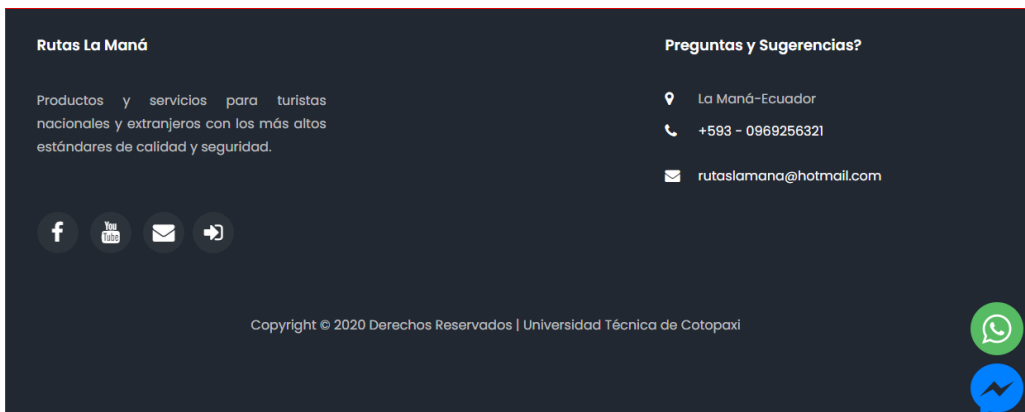 Rutas La Maná
Productos y servicios para turistas
nacionales y extranjeros con los más altos
estándares de calidad y seguridad.
You
Tube
Preguntas y Sugerencias?
La Maná-Ecuador
+593 - 0969256321
rutaslamana@hotmail.com
Copyright © 2020 Derechos Reservados | Universidad Técnica de Cotopaxi